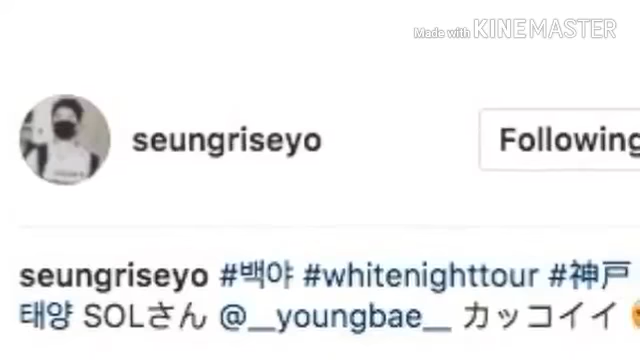 Made with KINEMASTER
seungriseyo
Following
seungriseyo #백야 #whitenighttour #神戸
태양 SOLさん @__youngbae__ カッコイイ